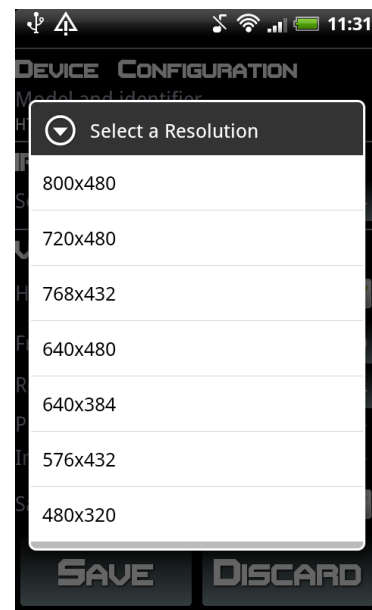 11:31
DEVICE CONFIGURATION
Model and identifier
Select a Resolution
800x480
720x480
768x432
640x480
640x384
576x432
480x320
SAVE DISCARD